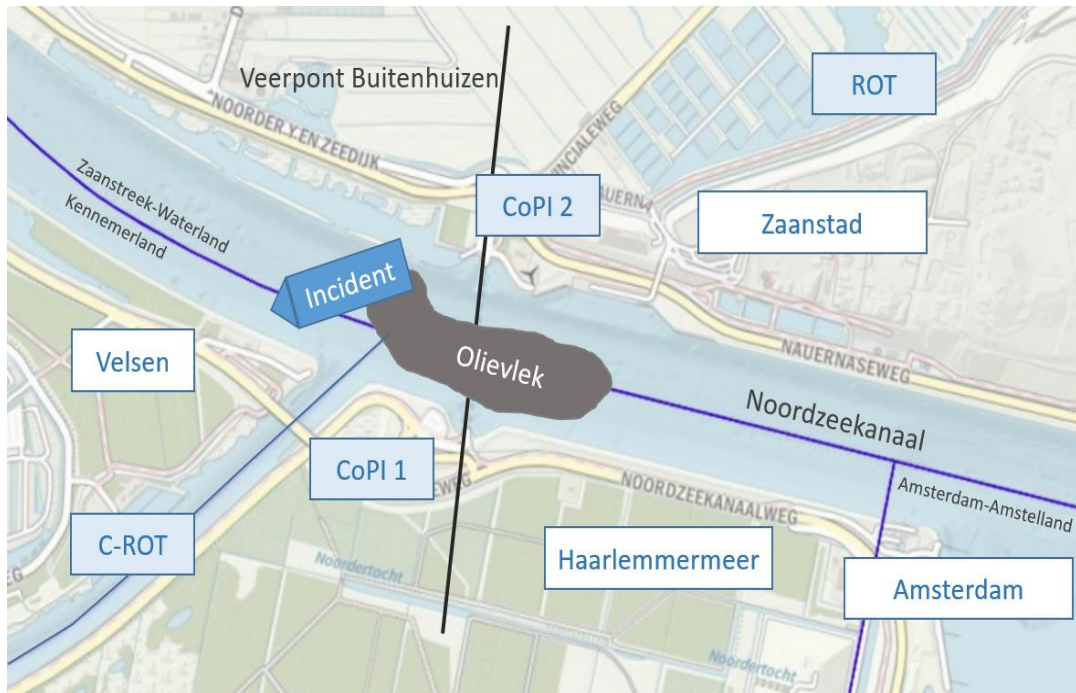 Veerpont Buitenhuizen
ROT
NOORDER Y. EN ZEEDIJK
CoPI 2
Zaanstreek-Waterland
Kennemerland
Zaanstad
Incident
Velsen
Olievlek
NAUERNASEWEG
Noordzeekanaal
CoPI 1
NOORDZEEKANAALWEG
Amsterdam-Amstelland
C-ROT
Haarlemmermeer
Noordertocht
Amsterdam
Noordertocht